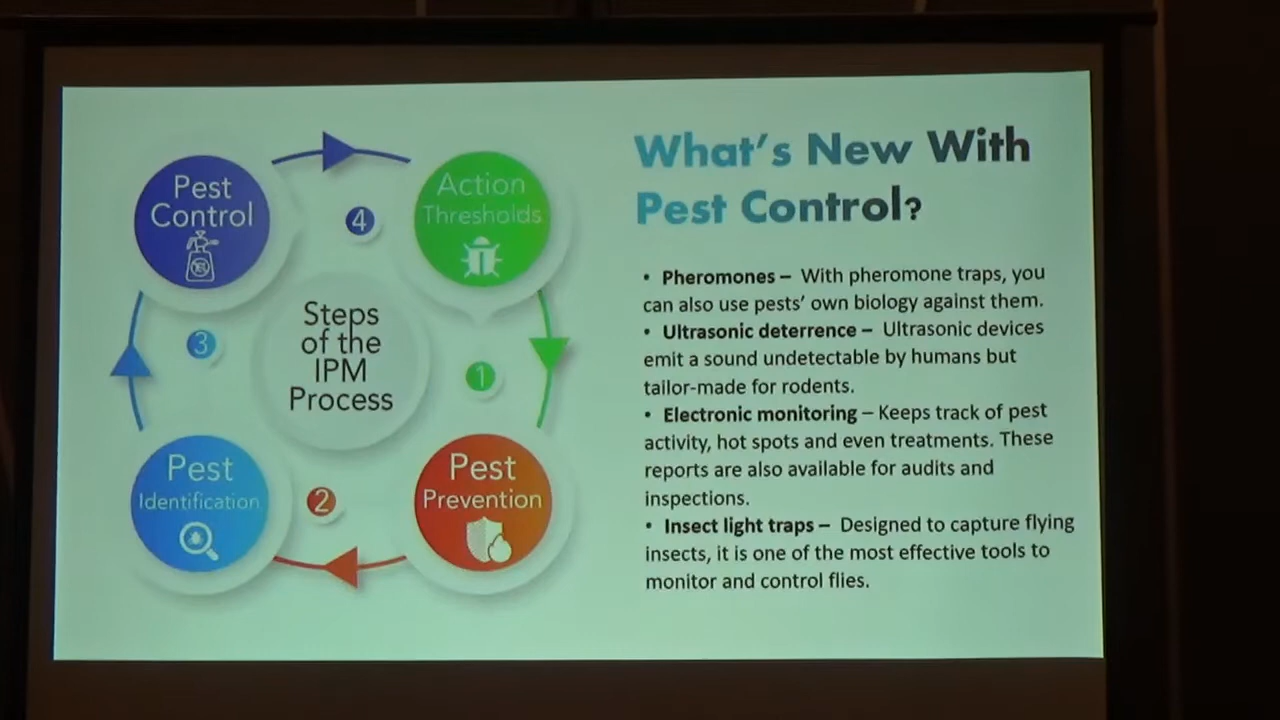 What's New With
Pest Control?
Pest
Control
Action
Thresholds
4
Steps
of the
IPM
Process
3
1
Pest
Identification
2
Pest
Prevention
• Pheromones – With pheromone traps, you
can also use pests' own biology against them.
• Ultrasonic deterrence – Ultrasonic devices
emit a sound undetectable by humans but
tailor-made for rodents.
• Electronic monitoring – Keeps track of pest
activity, hot spots and even treatments. These
reports are also available for audits and
inspections.
• Insect light traps – Designed to capture flying
insects, it is one of the most effective tools to
monitor and control flies.